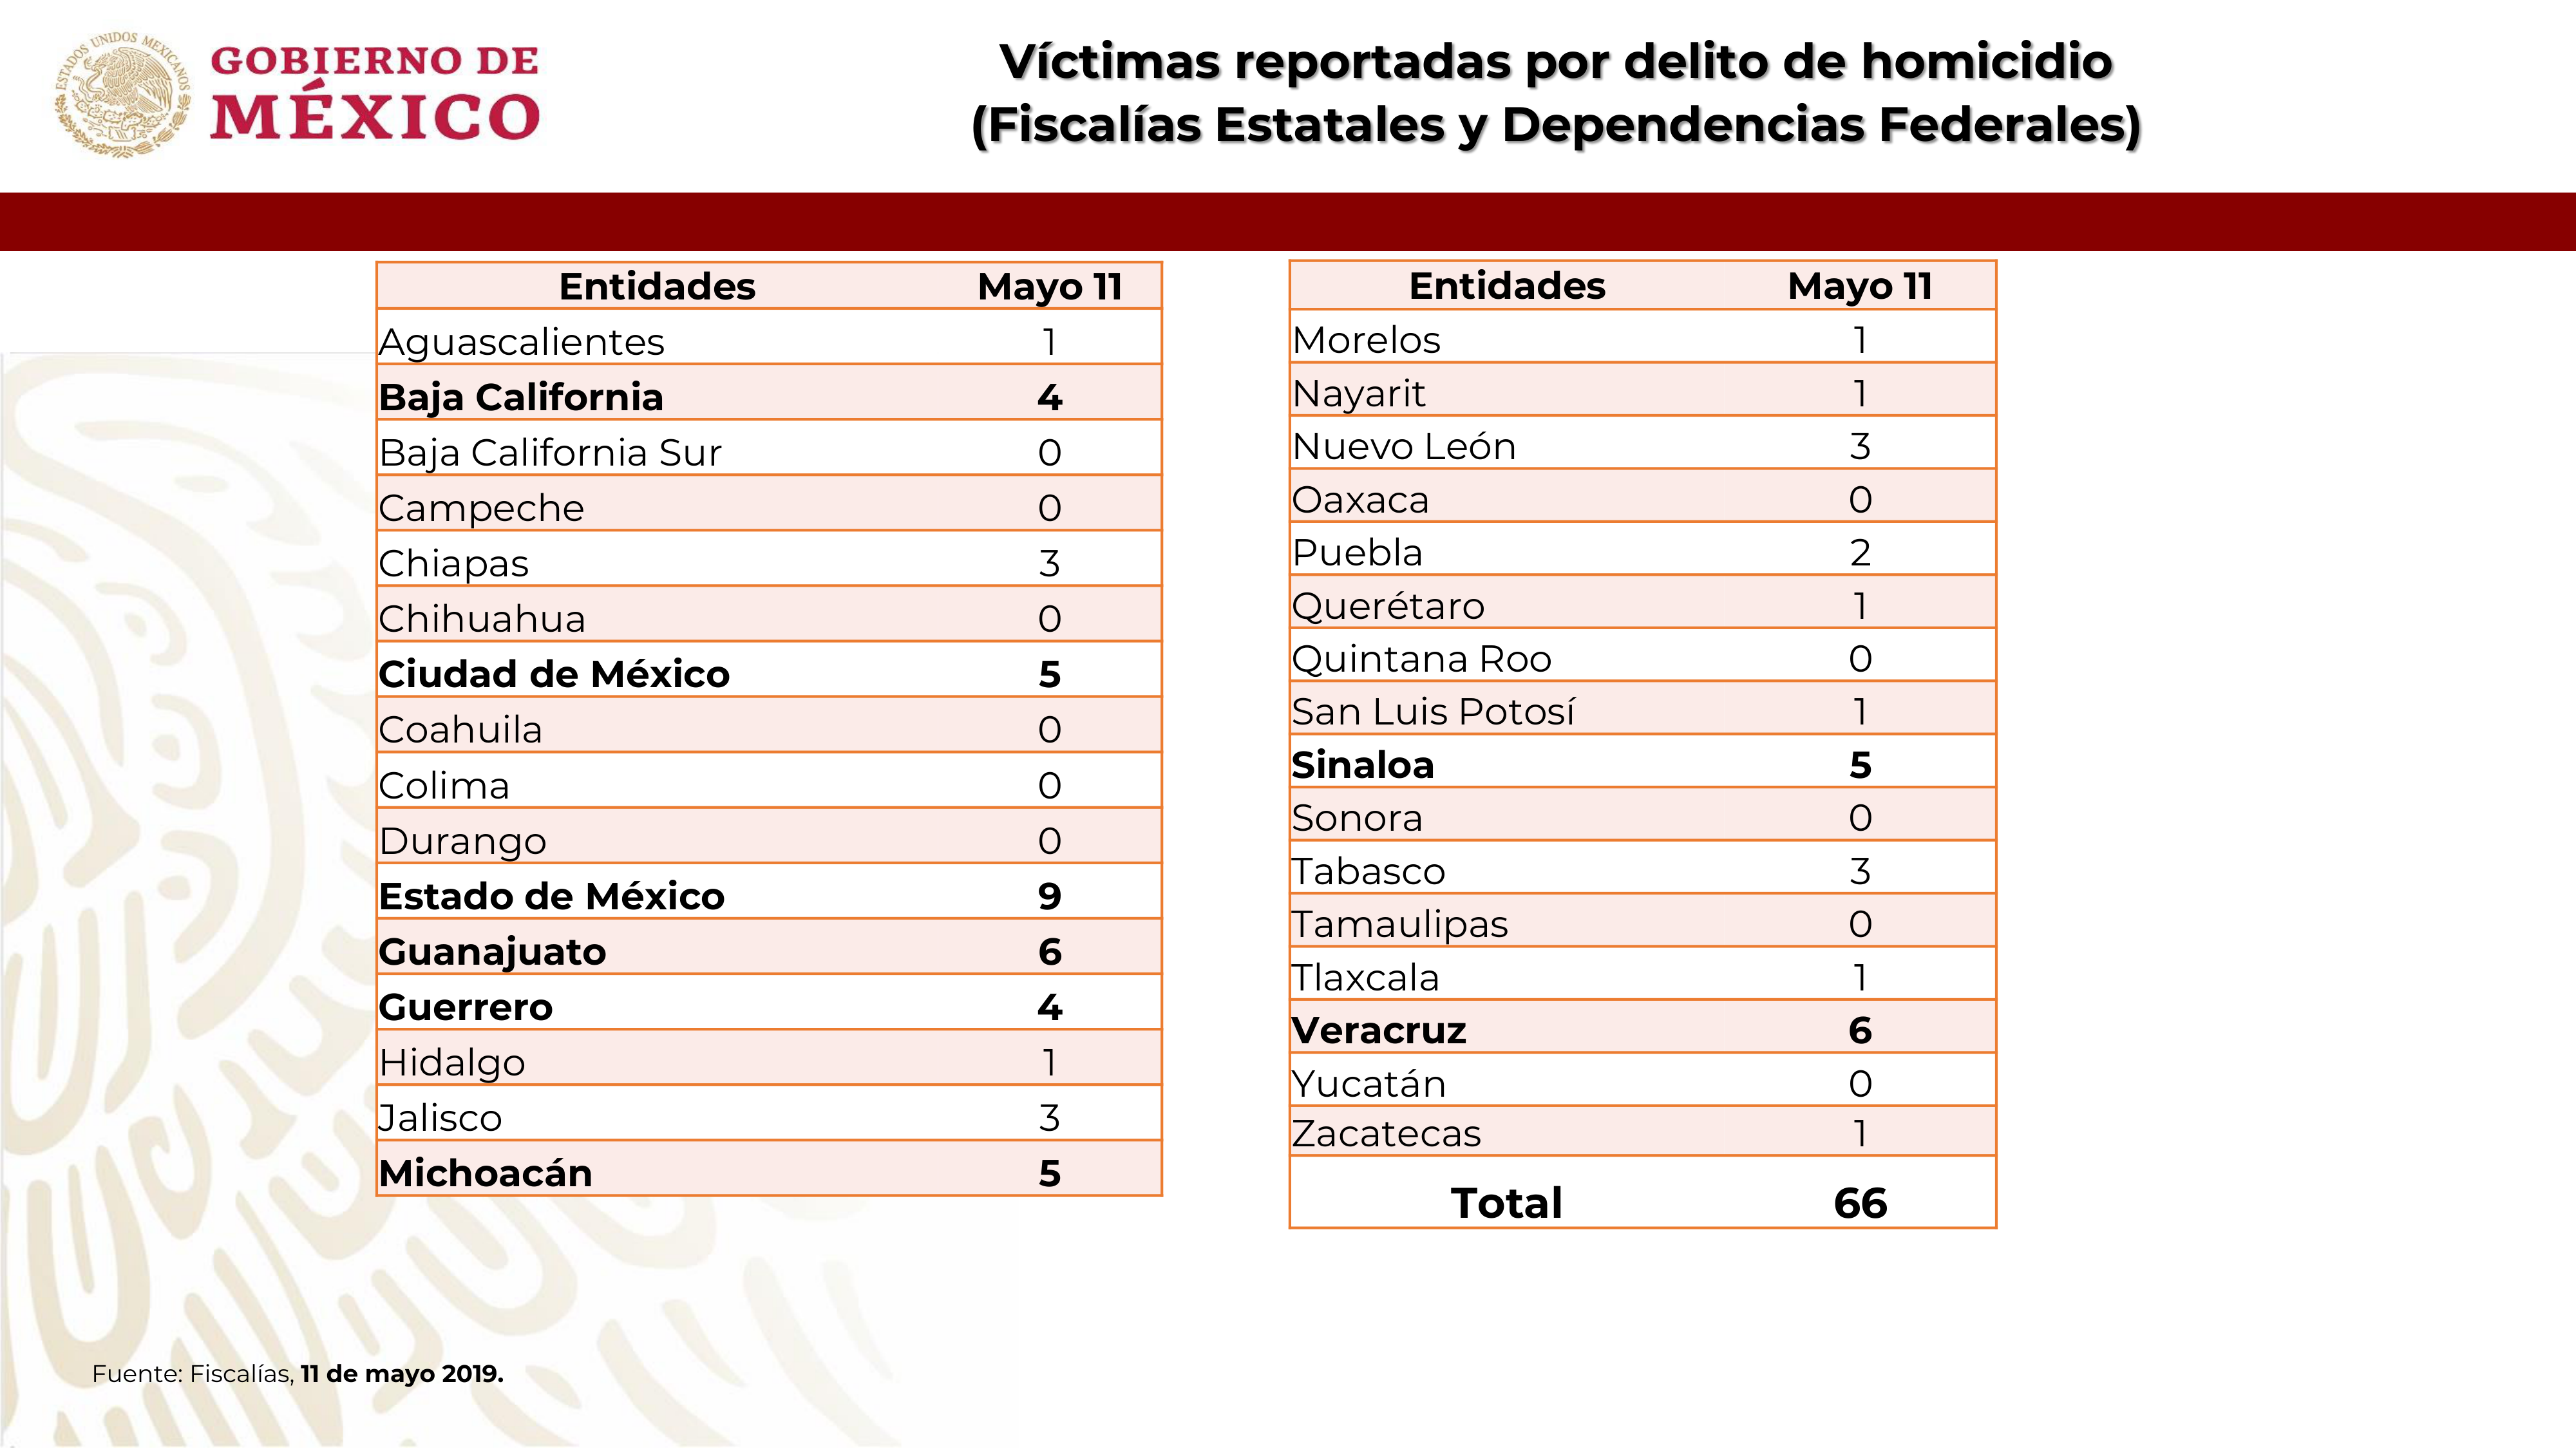 ESTADOS UNIDOS MEXICANOS
GOBIERNO DE
MÉXICO
Víctimas reportadas por delito de homicidio
(Fiscalías Estatales y Dependencias Federales)
Entidades Mayo 11
Aguascalientes 1
Baja California 4
Baja California Sur 0
Campeche 0
Chiapas 3
Chihuahua 0
Ciudad de México 5
Coahuila 0
Colima 0
Durango 0
Estado de México 9
Guanajuato 6
Guerrero 4
Hidalgo 1
Jalisco 3
Michoacán 5
Entidades Mayo 11
Morelos 1
Nayarit 1
Nuevo León 3
Oaxaca 0
Puebla 2
Querétaro 1
Quintana Roo 0
San Luis Potosí 1
Sinaloa 5
Sonora 0
Tabasco 3
Tamaulipas 0
Tlaxcala 1
Veracruz 6
Yucatán 0
Zacatecas 1
Total 66
Fuente: Fiscalías, 11 de mayo 2019.